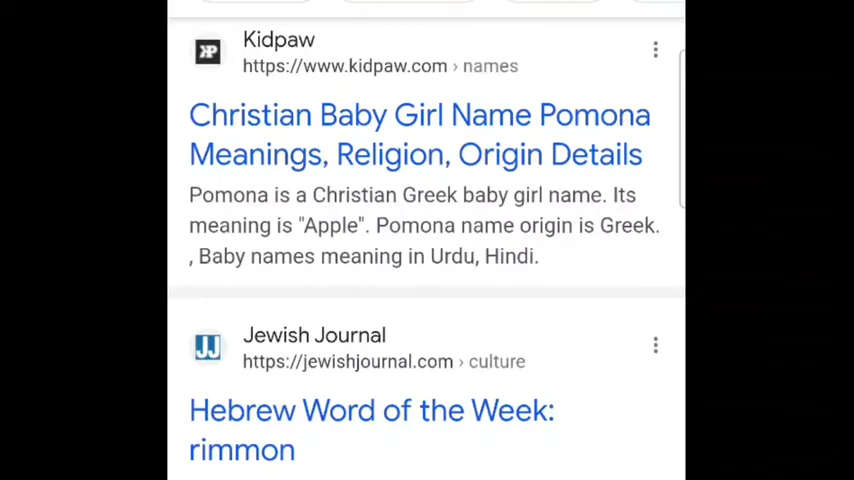 Kidpaw
https://www.kidpaw.com › names
Christian Baby Girl Name Pomona
Meanings, Religion, Origin Details
Pomona is a Christian Greek baby girl name. Its
meaning is "Apple". Pomona name origin is Greek.
, Baby names meaning in Urdu, Hindi.
JJ
Jewish Journal
https://jewishjournal.com › culture
Hebrew Word of the Week:
rimmon